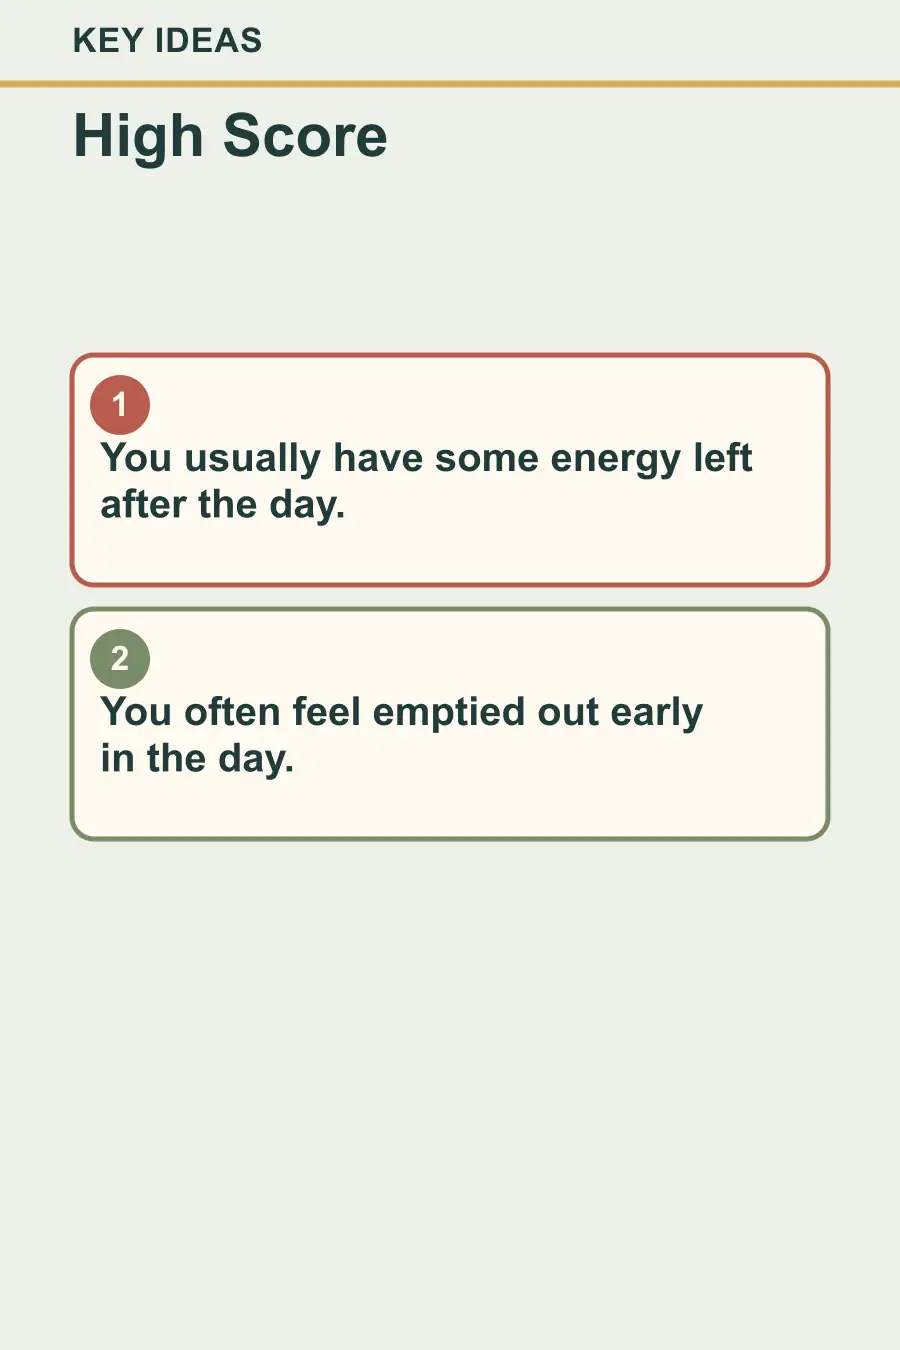 KEY IDEAS
High Score
1
You usually have some energy left
after the day.
2
You often feel emptied out early
in the day.